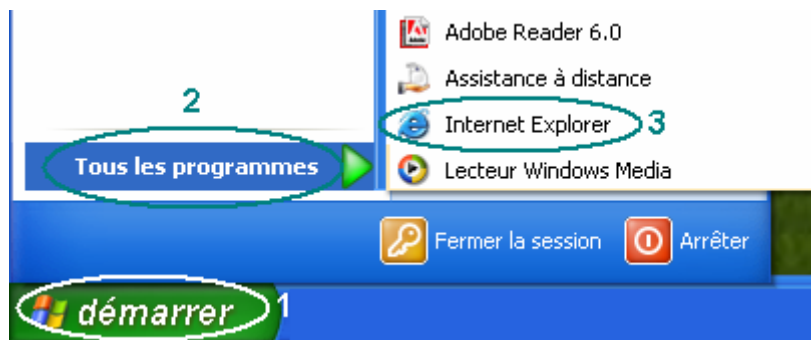 Adobe Reader 6.0
Assistance à distance
2
Internet Explorer 3
Tous les programmes
Lecteur Windows Media
Fermer la session Arrêter
démarrer 1